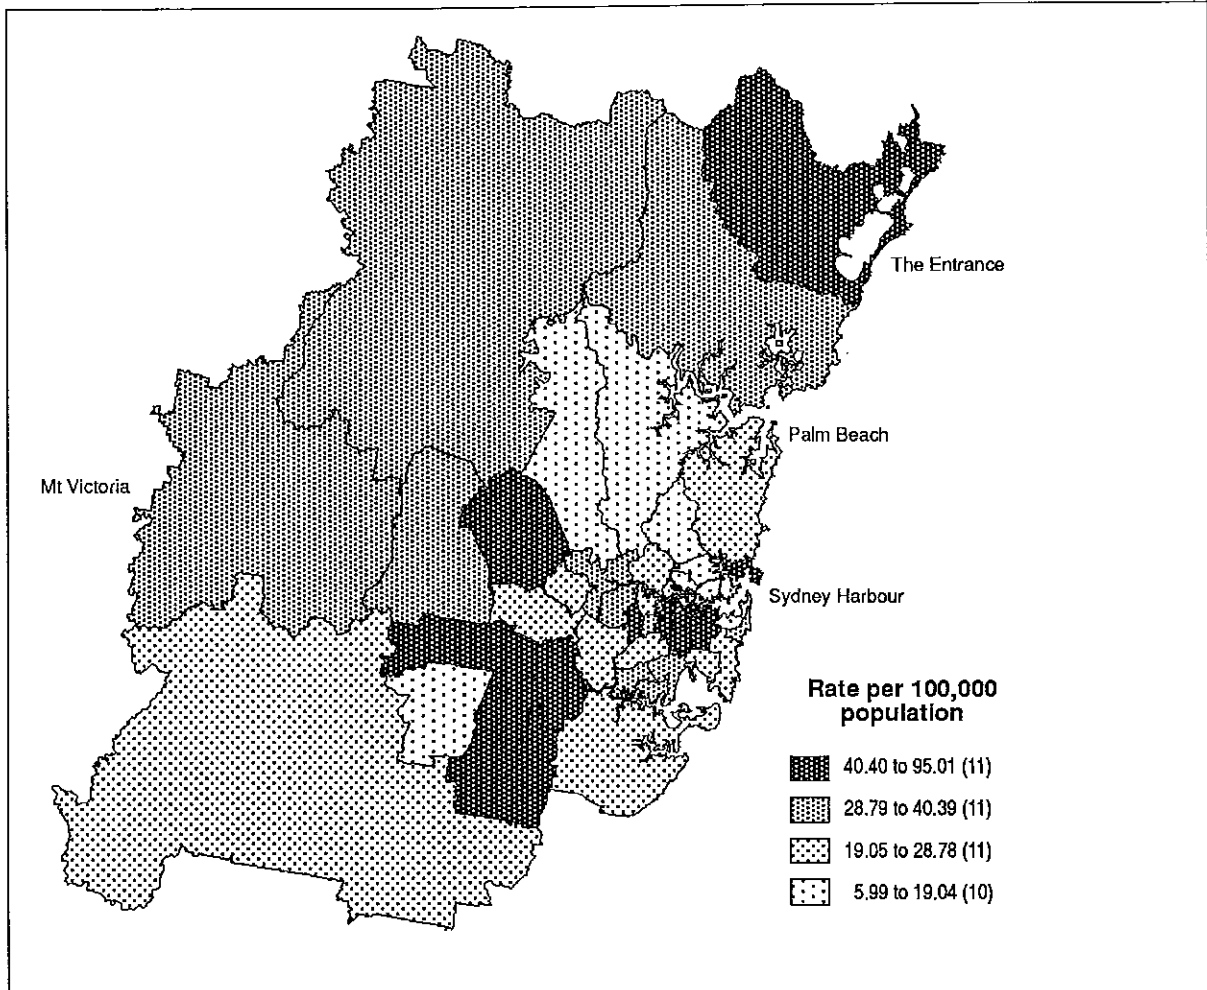 The Entrance
Palm Beach
Mt Victoria
Sydney Harbour
Rate per 100,000
population
40.40 to 95.01 (11)
28.79 to 40.39 (11)
19.05 to 28.78 (11)
5.99 to 19.04 (10)